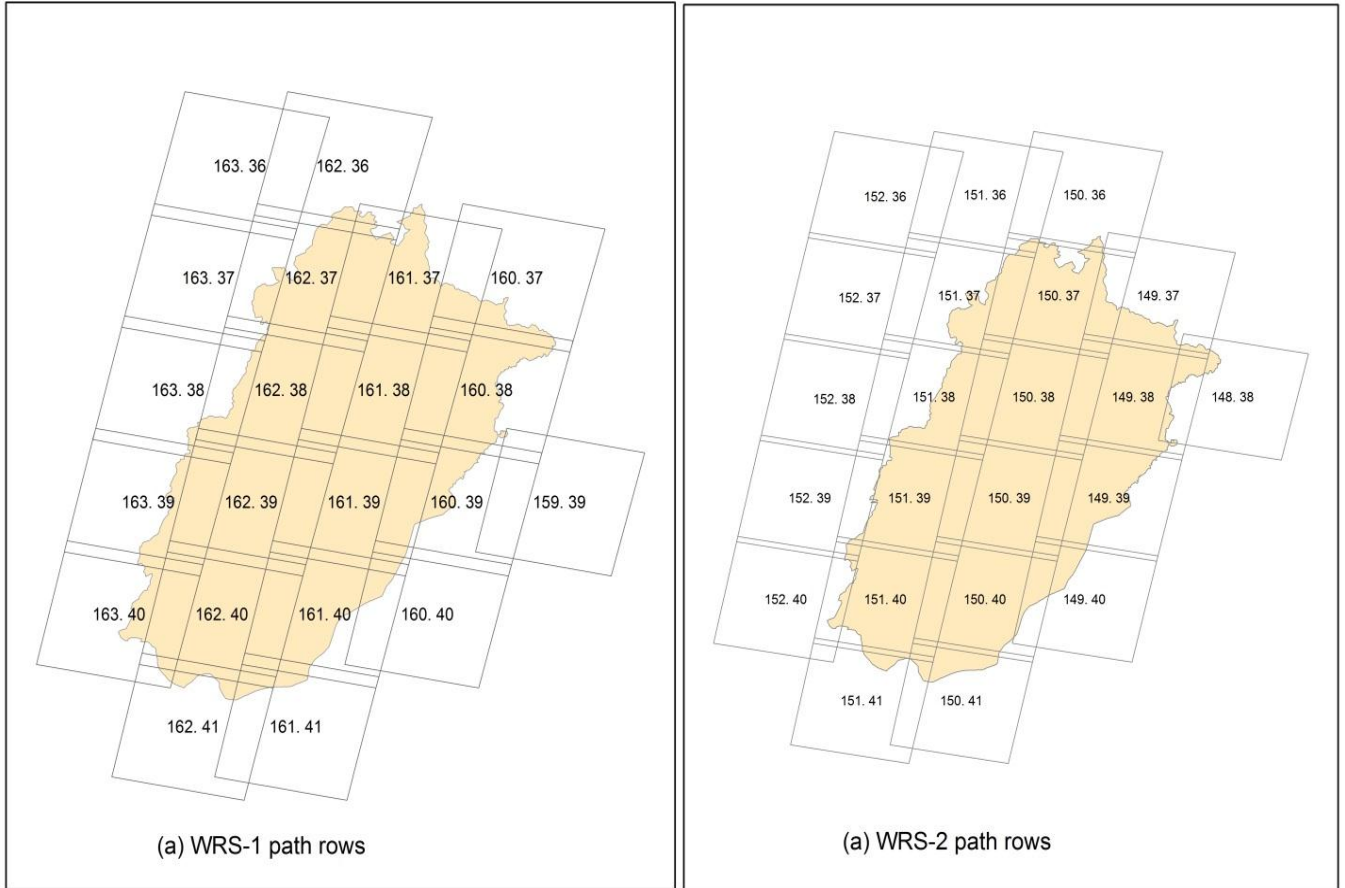 163. 36 162. 36
163. 37 162. 37 161. 37 160. 37
163. 38 162. 38 161. 38 160. 38
163. 39 162. 39 161. 39 160. 39 159. 39
163. 40 162. 40 161. 40 160. 40
162. 41 161. 41
(a) WRS-1 path rows
152. 36 151. 36 150. 36
152. 37 151. 37 150. 37 149. 37
152. 38 151. 38 150. 38 149. 38 148. 38
152. 39 151. 39 150. 39 149. 39
152. 40 151. 40 150. 40 149. 40
151. 41 150. 41
(a) WRS-2 path rows